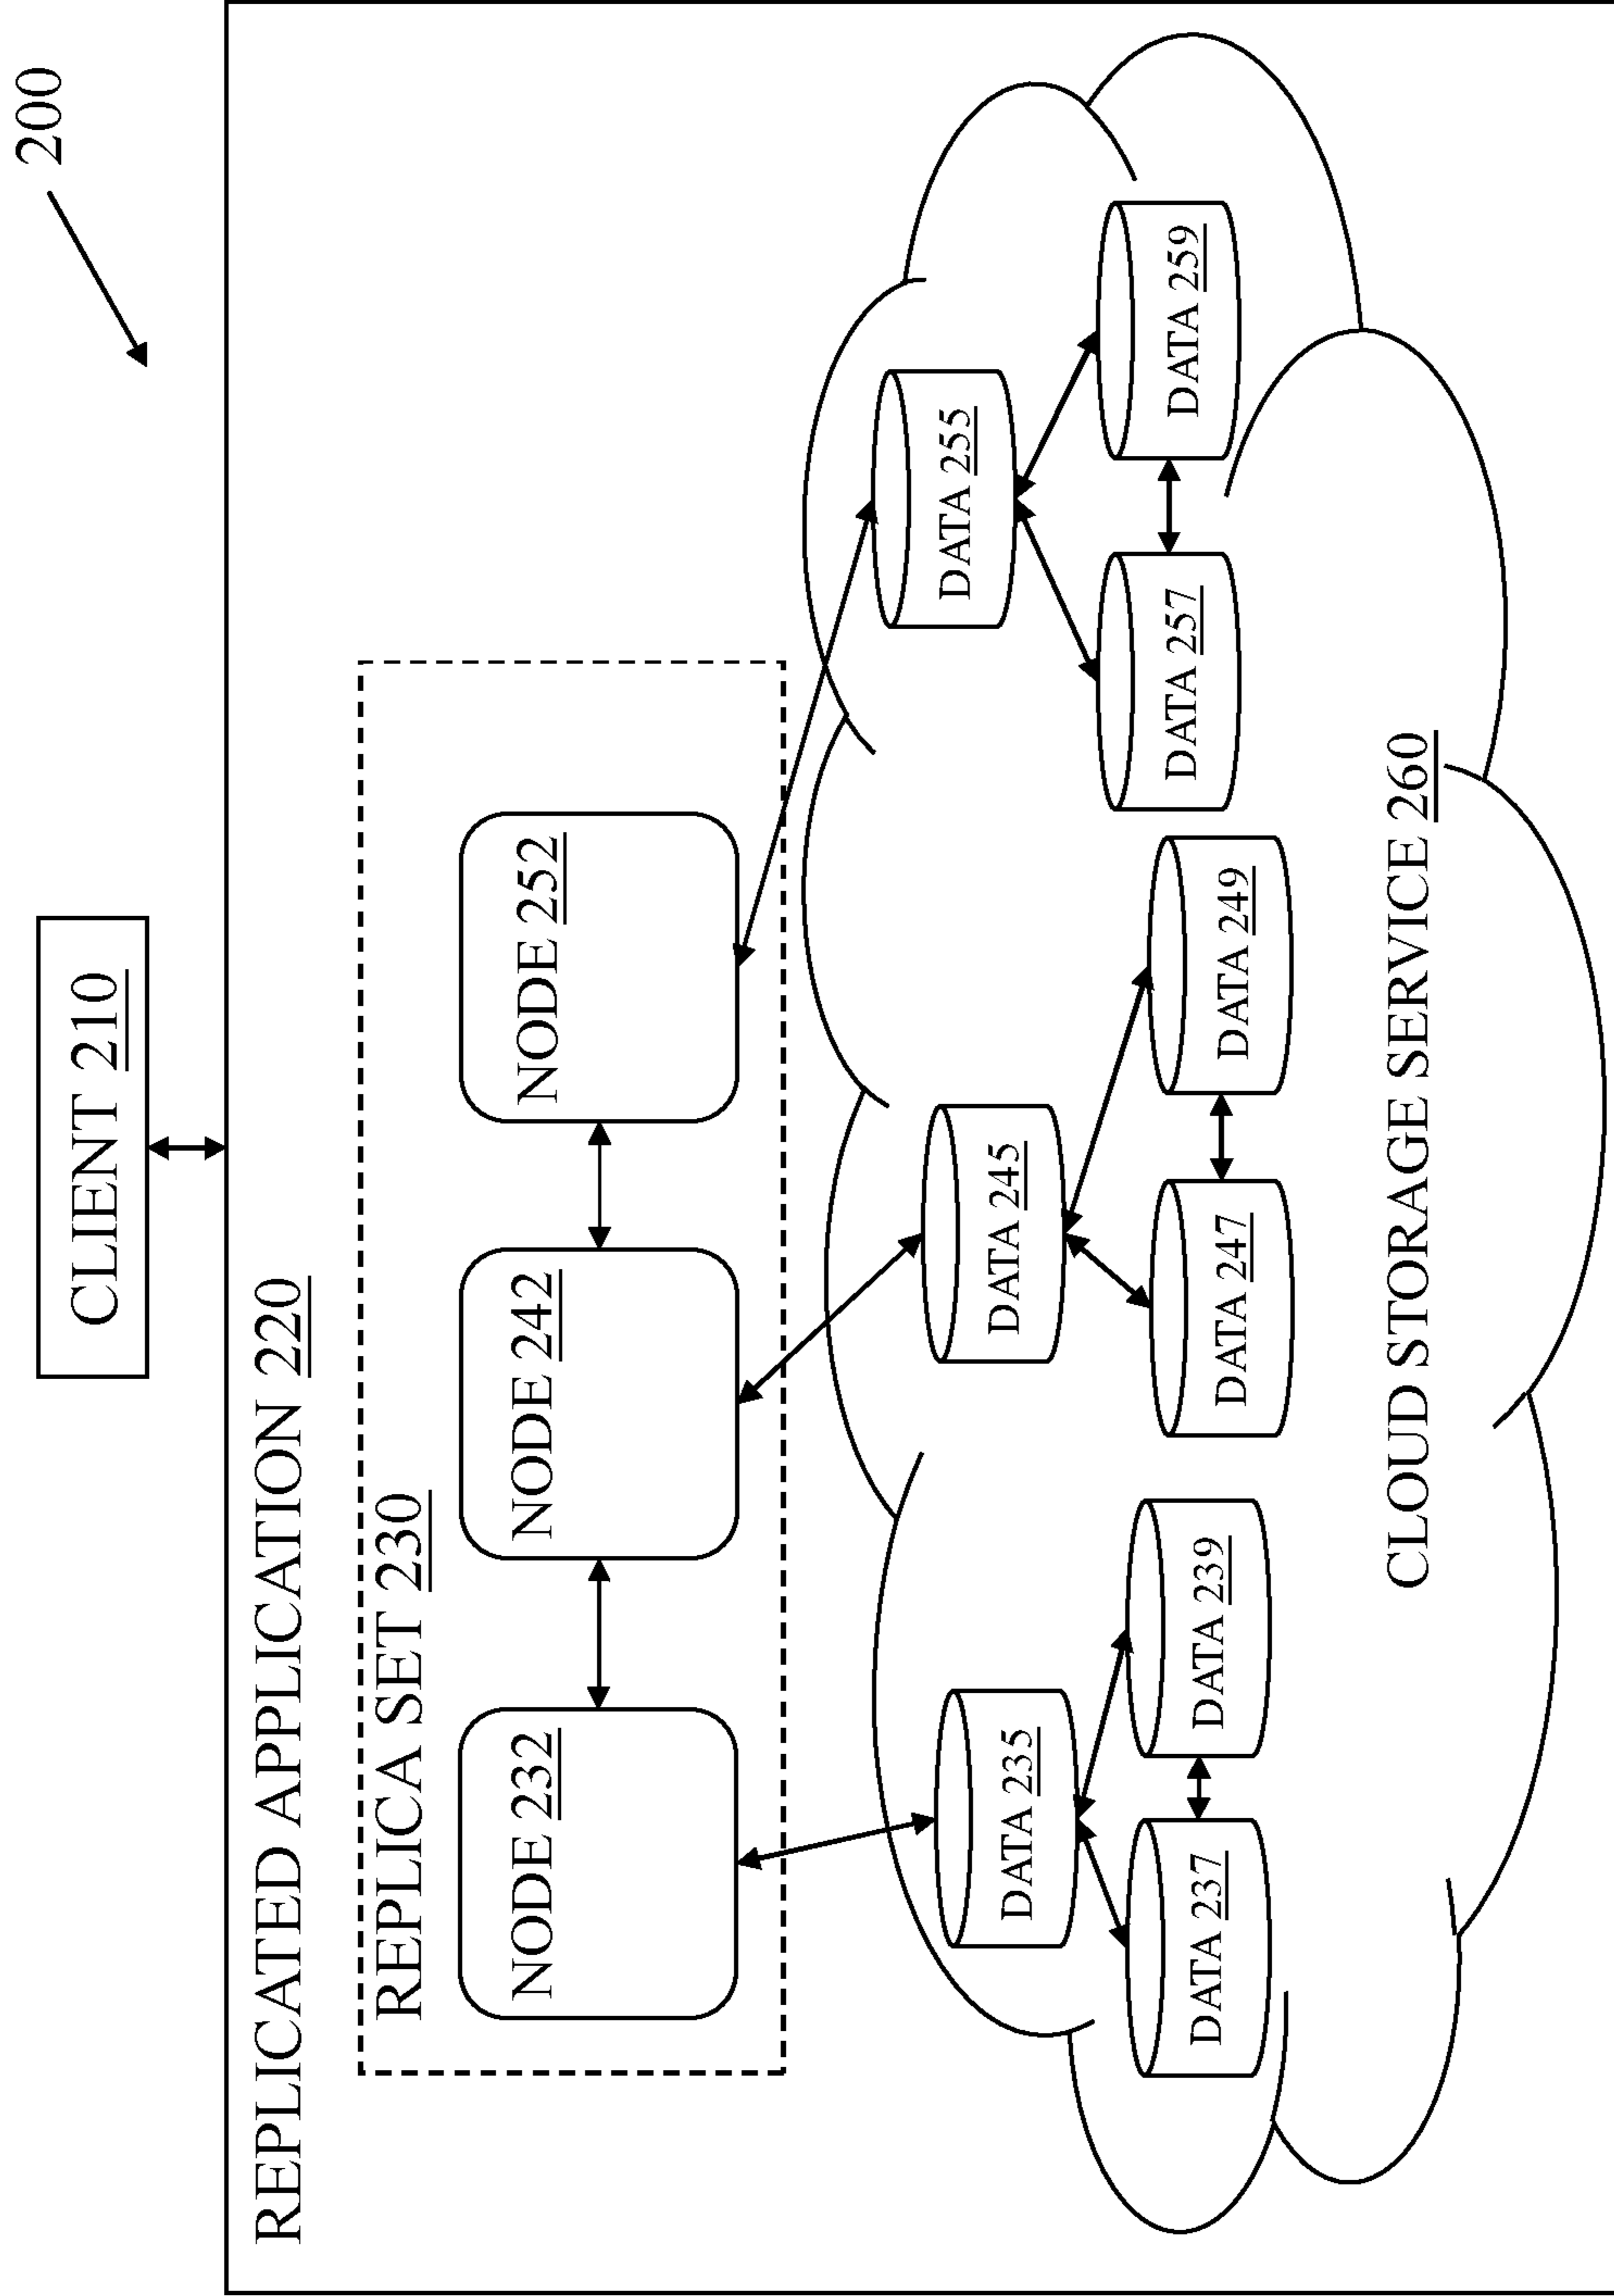 200
CLIENT 210
REPLICATED APPLICATION 220
REPLICA SET 230
NODE 232
NODE 242
NODE 252
DATA 235
DATA 245
DATA 255
DATA 237
DATA 239
DATA 247
DATA 249
DATA 257
DATA 259
CLOUD STORAGE SERVICE 260